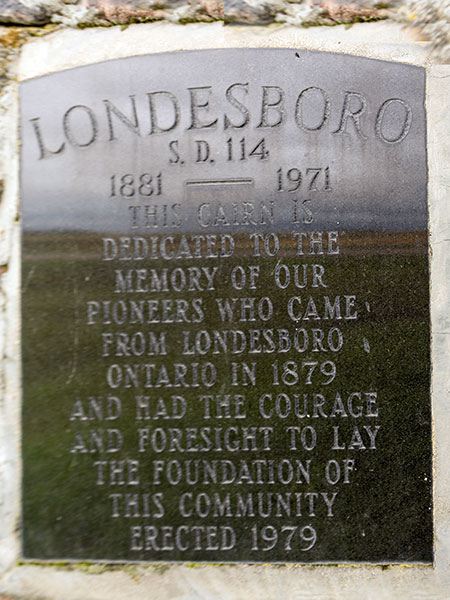 LONDESBORO
S. D. 114
1881 — 1971
THIS CAIRN IS
DEDICATED TO THE
MEMORY OF OUR
PIONEERS WHO CAME
FROM LONDESBORO
ONTARIO IN 1879
AND HAD THE COURAGE
AND FORESIGHT TO LAY
THE FOUNDATION OF
THIS COMMUNITY
ERECTED 1979